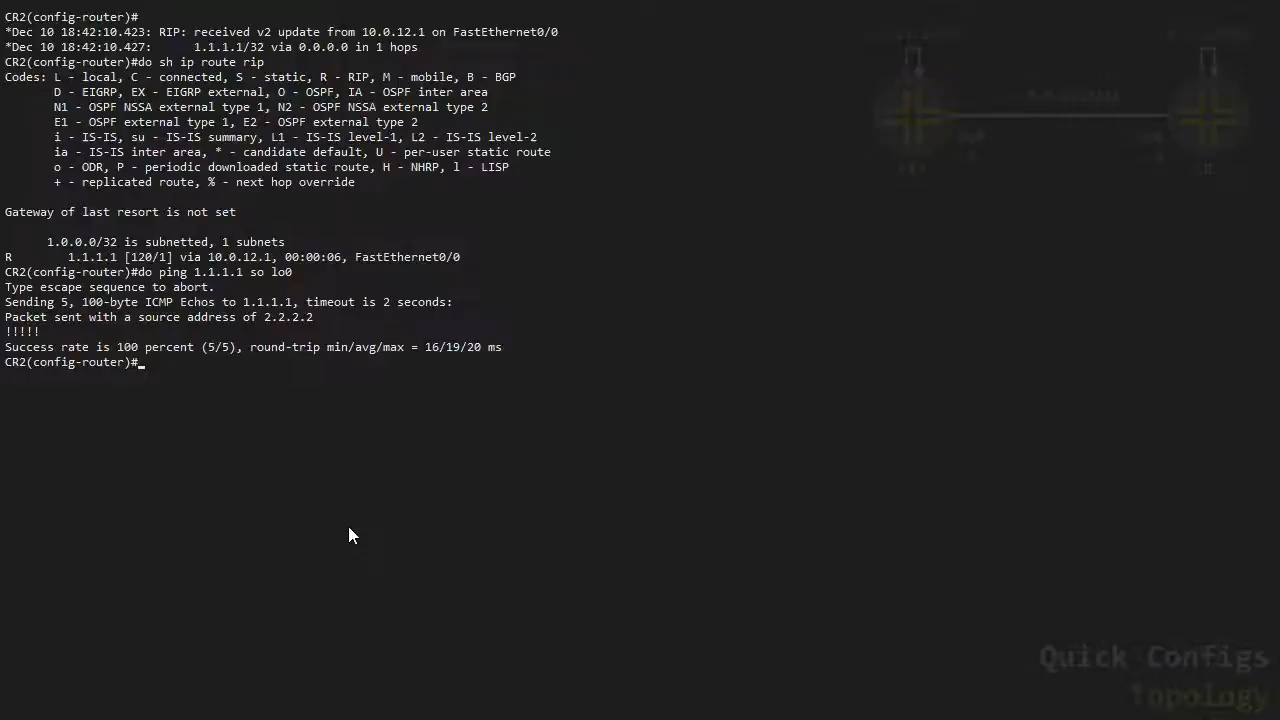 CR2(config-router)#
*Dec 10 18:42:10.423: RIP: received v2 update from 10.0.12.1 on FastEthernet0/0
*Dec 10 18:42:10.427:      1.1.1.1/32 via 0.0.0.0 in 1 hops
CR2(config-router)#do sh ip route rip
Codes: L - local, C - connected, S - static, R - RIP, M - mobile, B - BGP
       D - EIGRP, EX - EIGRP external, O - OSPF, IA - OSPF inter area
       N1 - OSPF NSSA external type 1, N2 - OSPF NSSA external type 2
       E1 - OSPF external type 1, E2 - OSPF external type 2
       i - IS-IS, su - IS-IS summary, L1 - IS-IS level-1, L2 - IS-IS level-2
       ia - IS-IS inter area, * - candidate default, U - per-user static route
       o - ODR, P - periodic downloaded static route, H - NHRP, l - LISP
       + - replicated route, % - next hop override
Gateway of last resort is not set
      1.0.0.0/32 is subnetted, 1 subnets
R        1.1.1.1 [120/1] via 10.0.12.1, 00:00:06, FastEthernet0/0
CR2(config-router)#do ping 1.1.1.1 so lo0
Type escape sequence to abort.
Sending 5, 100-byte ICMP Echos to 1.1.1.1, timeout is 2 seconds:
Packet sent with a source address of 2.2.2.2
!!!!!
Success rate is 100 percent (5/5), round-trip min/avg/max = 16/19/20 ms
CR2(config-router)#
Quick Configs
Topology